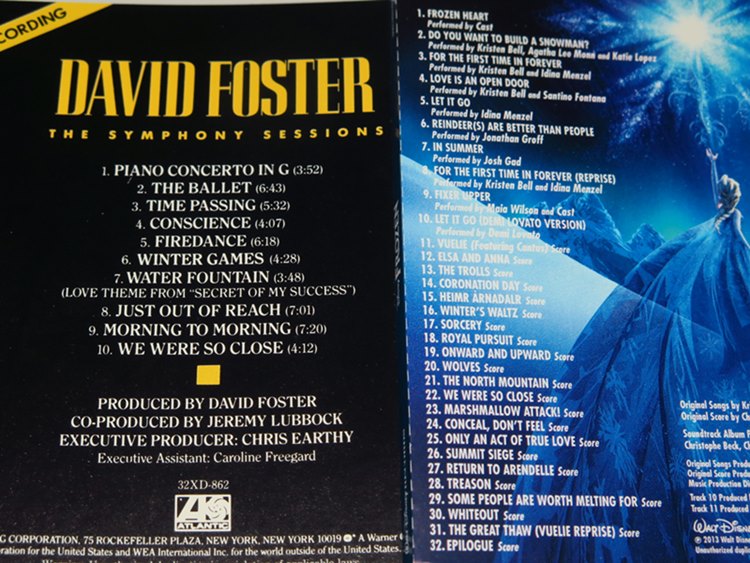 CORDING
DAVID FOSTER
THE SYMPHONY SESSIONS
1. PIANO CONCERTO IN G (3:52)
2. THE BALLET (6:43)
3. TIME PASSING (5:32)
4. CONSCIENCE (4:07)
5. FIREDANCE (6:18)
6. WINTER GAMES (4:28)
7. WATER FOUNTAIN (3:48)
(LOVE THEME FROM "SECRET OF MY SUCCESS")
8. JUST OUT OF REACH (7:01)
9. MORNING TO MORNING (7:20)
10. WE WERE SO CLOSE (4:12)
PRODUCED BY DAVID FOSTER
CO-PRODUCED BY JEREMY LUBBOCK
EXECUTIVE PRODUCER: CHRIS EARTHY
Executive Assistant: Caroline Freegard
32XD-862
ATLANTIC
G CORPORATION, 75 ROCKEFELLER PLAZA, NEW YORK, NEW YORK 10019 A Warner
ration for the United States and WEA International Inc. for the world outside of the United States.
1. FROZEN HEART
Performed by Cast
2. DO YOU WANT TO BUILD A SNOWMAN?
Performed by Kristen Bell, Agatha Lee Monn and Katie Lopez
3. FOR THE FIRST TIME IN FOREVER
Performed by Kristen Bell and Idina Menzel
4. LOVE IS AN OPEN DOOR
Performed by Kristen Bell and Santino Fontana
5. LET IT GO
Performed by Idina Menzel
6. REINDEER(S) ARE BETTER THAN PEOPLE
Performed by Jonathan Groff
7. IN SUMMER
Performed by Josh Gad
8. FOR THE FIRST TIME IN FOREVER (REPRISE)
Performed by Kristen Bell and Idina Menzel
9. FIXER UPPER
Performed by Maia Wilson and Cast
10. LET IT GO (DEMI LOVATO VERSION)
Performed by Demi Lovato
11. VUELIE (Featuring Cantus) Score
12. ELSA AND ANNA Score
13. THE TROLLS Score
14. CORONATION DAY Score
15. HEIMR ÀRNADALR Score
16. WINTER'S WALTZ Score
17. SORCERY Score
18. ROYAL PURSUIT Score
19. ONWARD AND UPWARD Score
20. WOLVES Score
21. THE NORTH MOUNTAIN Score
22. WE WERE SO CLOSE Score
23. MARSHMALLOW ATTACK! Score
24. CONCEAL, DON'T FEEL Score
25. ONLY AN ACT OF TRUE LOVE Score
26. SUMMIT SIEGE Score
27. RETURN TO ARENDELLE Score
28. TREASON Score
29. SOME PEOPLE ARE WORTH MELTING FOR Score
30. WHITEOUT Score
31. THE GREAT THAW (VUELIE REPRISE) Score
32. EPILOGUE Score
Original Songs by Kr
Original Score by Ch
Soundtrack Album
Christophe Beck, Ch
Original Songs Produ
Original Score Produ
Music Production Di
Track 10 Produced
Track 11 Produced
WALT DISNEY
© 2013 Walt Disn
Unauthorized dupli